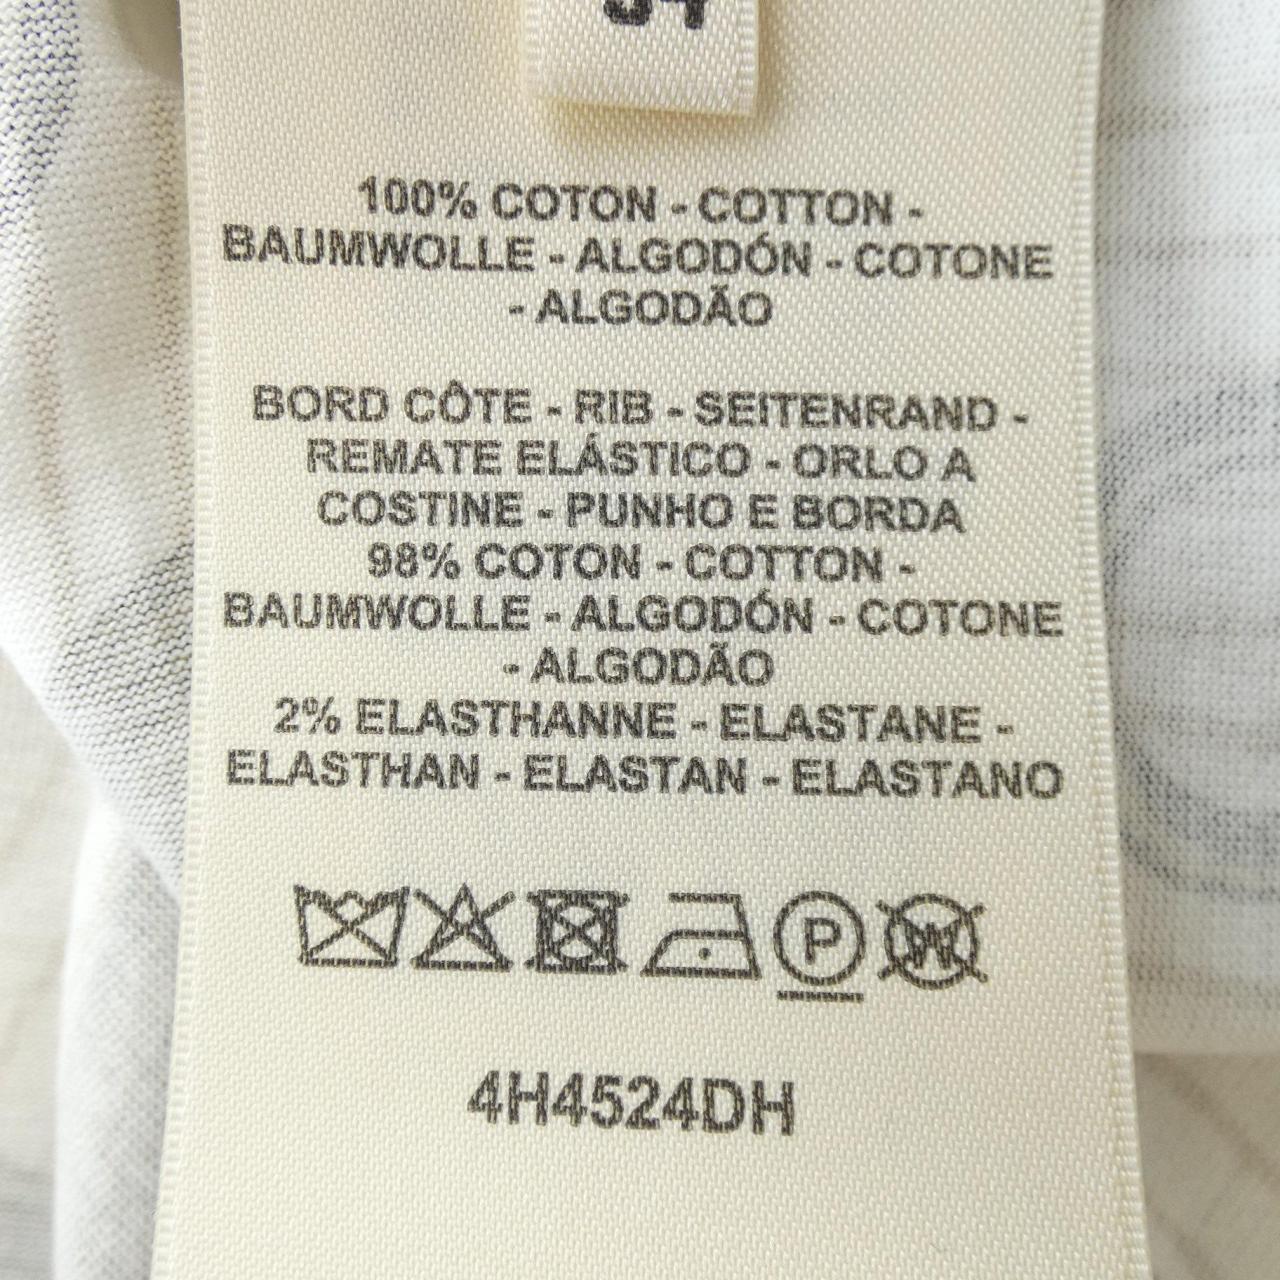 100% COTON - COTTON -
BAUMWOLLE - ALGODÓN - COTONE
- ALGODÃO
BORD CÔTE - RIB - SEITENRAND -
REMATE ELÁSTICO - ORLO A
COSTINE - PUNHO E BORDA
98% COTON - COTTON -
BAUMWOLLE - ALGODÓN - COTONE
- ALGODÃO
2% ELASTHANNE - ELASTANE -
ELASTHAN - ELASTAN - ELASTANO
P W
4H4524DH